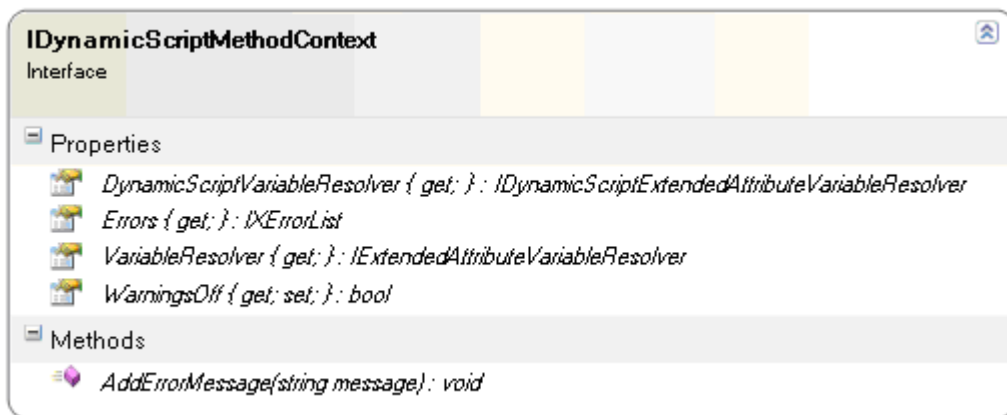 IDynamicScriptMethodContext
Interface
Properties
DynamicScriptVariableResolver { get; } : IDynamicScriptExtendedAttributeVariableResolver
Errors { get; } : IXErrorList
VariableResolver { get; } : IExtendedAttributeVariableResolver
WarningsOff { get; set; } : bool
Methods
AddErrorMessage(string message) : void